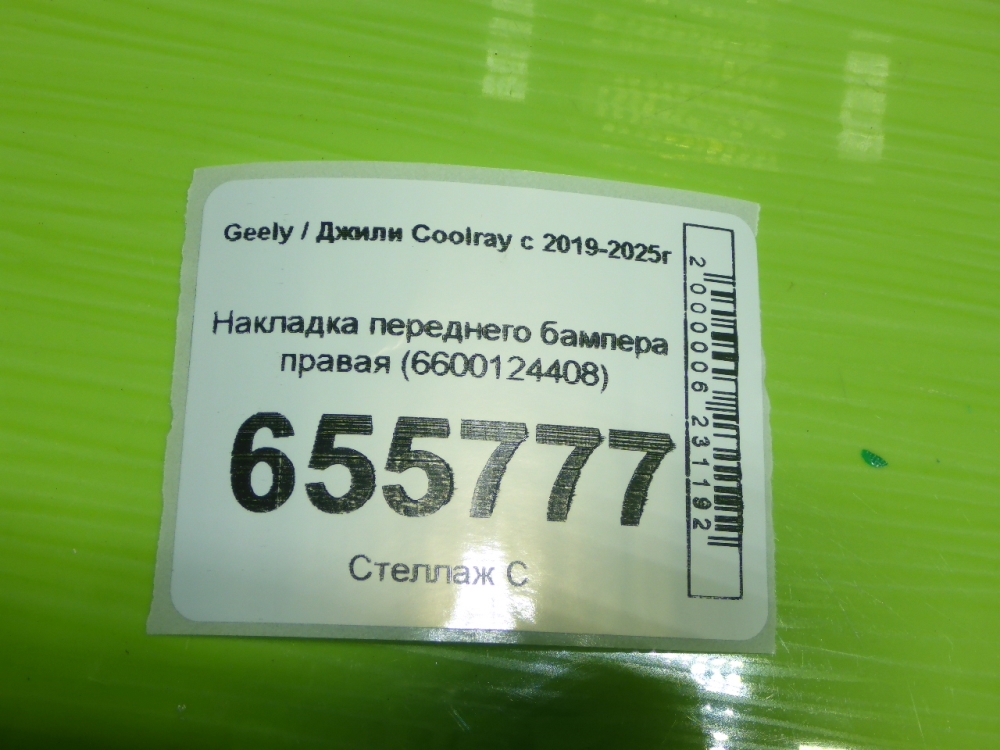 Geely / Джили Coolray с 2019-2025г
Накладка переднего бампера
правая (6600124408)
655777
Стеллаж С
2000006231192